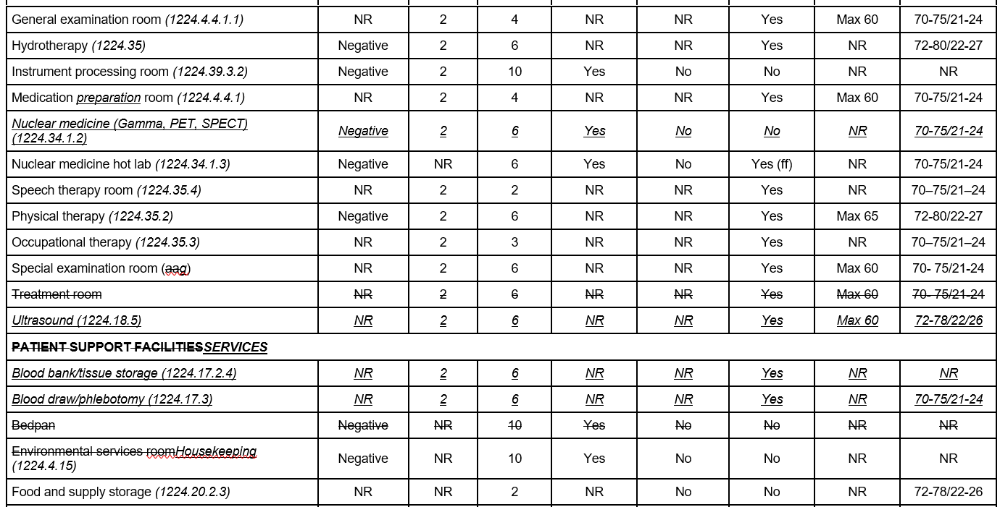 General examination room (1224.4.4.1.1) NR 2 4 NR NR Yes Max 60 70-75/21-24
Hydrotherapy (1224.35) Negative 2 6 NR NR Yes NR 72-80/22-27
Instrument processing room (1224.39.3.2) Negative 2 10 Yes No No NR NR
Medication preparation room (1224.4.4.1) NR 2 4 NR NR Yes Max 60 70-75/21-24
Nuclear medicine (Gamma, PET, SPECT)
(1224.34.1.2) Negative 2 6 Yes No No NR 70-75/21-24
Nuclear medicine hot lab (1224.34.1.3) Negative NR 6 Yes No Yes (ff) NR 70-75/21-24
Speech therapy room (1224.35.4) NR 2 2 NR NR Yes NR 70–75/21–24
Physical therapy (1224.35.2) Negative 2 6 NR NR Yes Max 65 72-80/22-27
Occupational therapy (1224.35.3) NR 2 3 NR NR Yes NR 70–75/21–24
Special examination room (aag) NR 2 6 NR NR Yes Max 60 70- 75/21-24
Treatment room NR 2 6 NR NR Yes Max 60 70- 75/21-24
Ultrasound (1224.18.5) NR 2 6 NR NR Yes Max 60 72-78/22/26
PATIENT SUPPORT FACILITIESSERVICES
Blood bank/tissue storage (1224.17.2.4) NR 2 6 NR NR Yes NR NR
Blood draw/phlebotomy (1224.17.3) NR 2 6 NR NR Yes NR 70-75/21-24
Bedpan Negative NR 10 Yes No No NR NR
Environmental services roomHousekeeping
(1224.4.15) Negative NR 10 Yes No No NR NR
Food and supply storage (1224.20.2.3) NR NR 2 NR No No NR 72-78/22-26